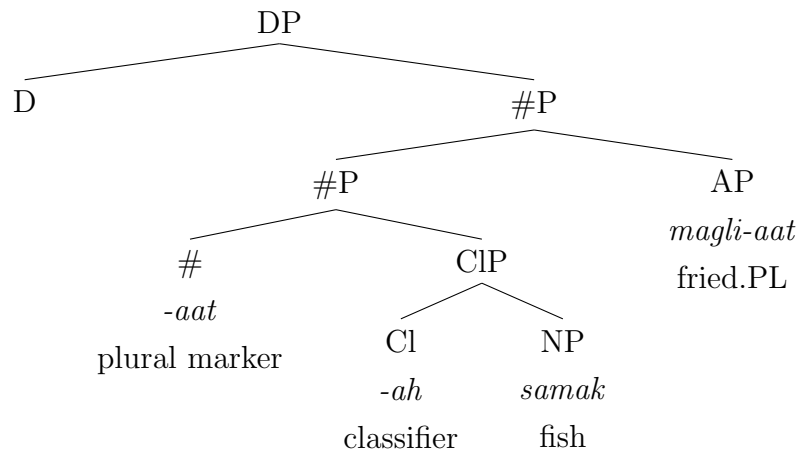 DP
D #P
#P AP
magli-aat
fried.PL
# ClP
-aat
plural marker
Cl NP
-ah samak
classifier fish